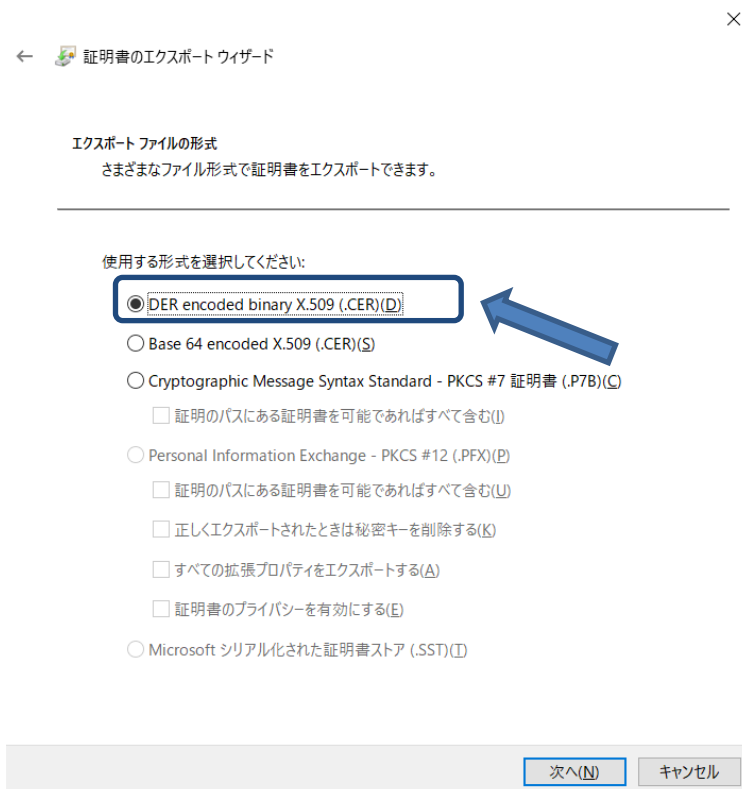 証明書のエクスポート ウィザード
エクスポート ファイルの形式
さまざまなファイル形式で証明書をエクスポートできます。
使用する形式を選択してください:
DER encoded binary X.509 (.CER)(D)
Base 64 encoded X.509 (.CER)(S)
Cryptographic Message Syntax Standard - PKCS #7 証明書 (.P7B)(C)
証明のパスにある証明書を可能であればすべて含む(I)
Personal Information Exchange - PKCS #12 (.PFX)(P)
証明のパスにある証明書を可能であればすべて含む(U)
正しくエクスポートされたときは秘密キーを削除する(K)
すべての拡張プロパティをエクスポートする(A)
証明書のプライバシーを有効にする(E)
Microsoft シリアル化された証明書ストア (.SST)(T)
次へ(N) キャンセル